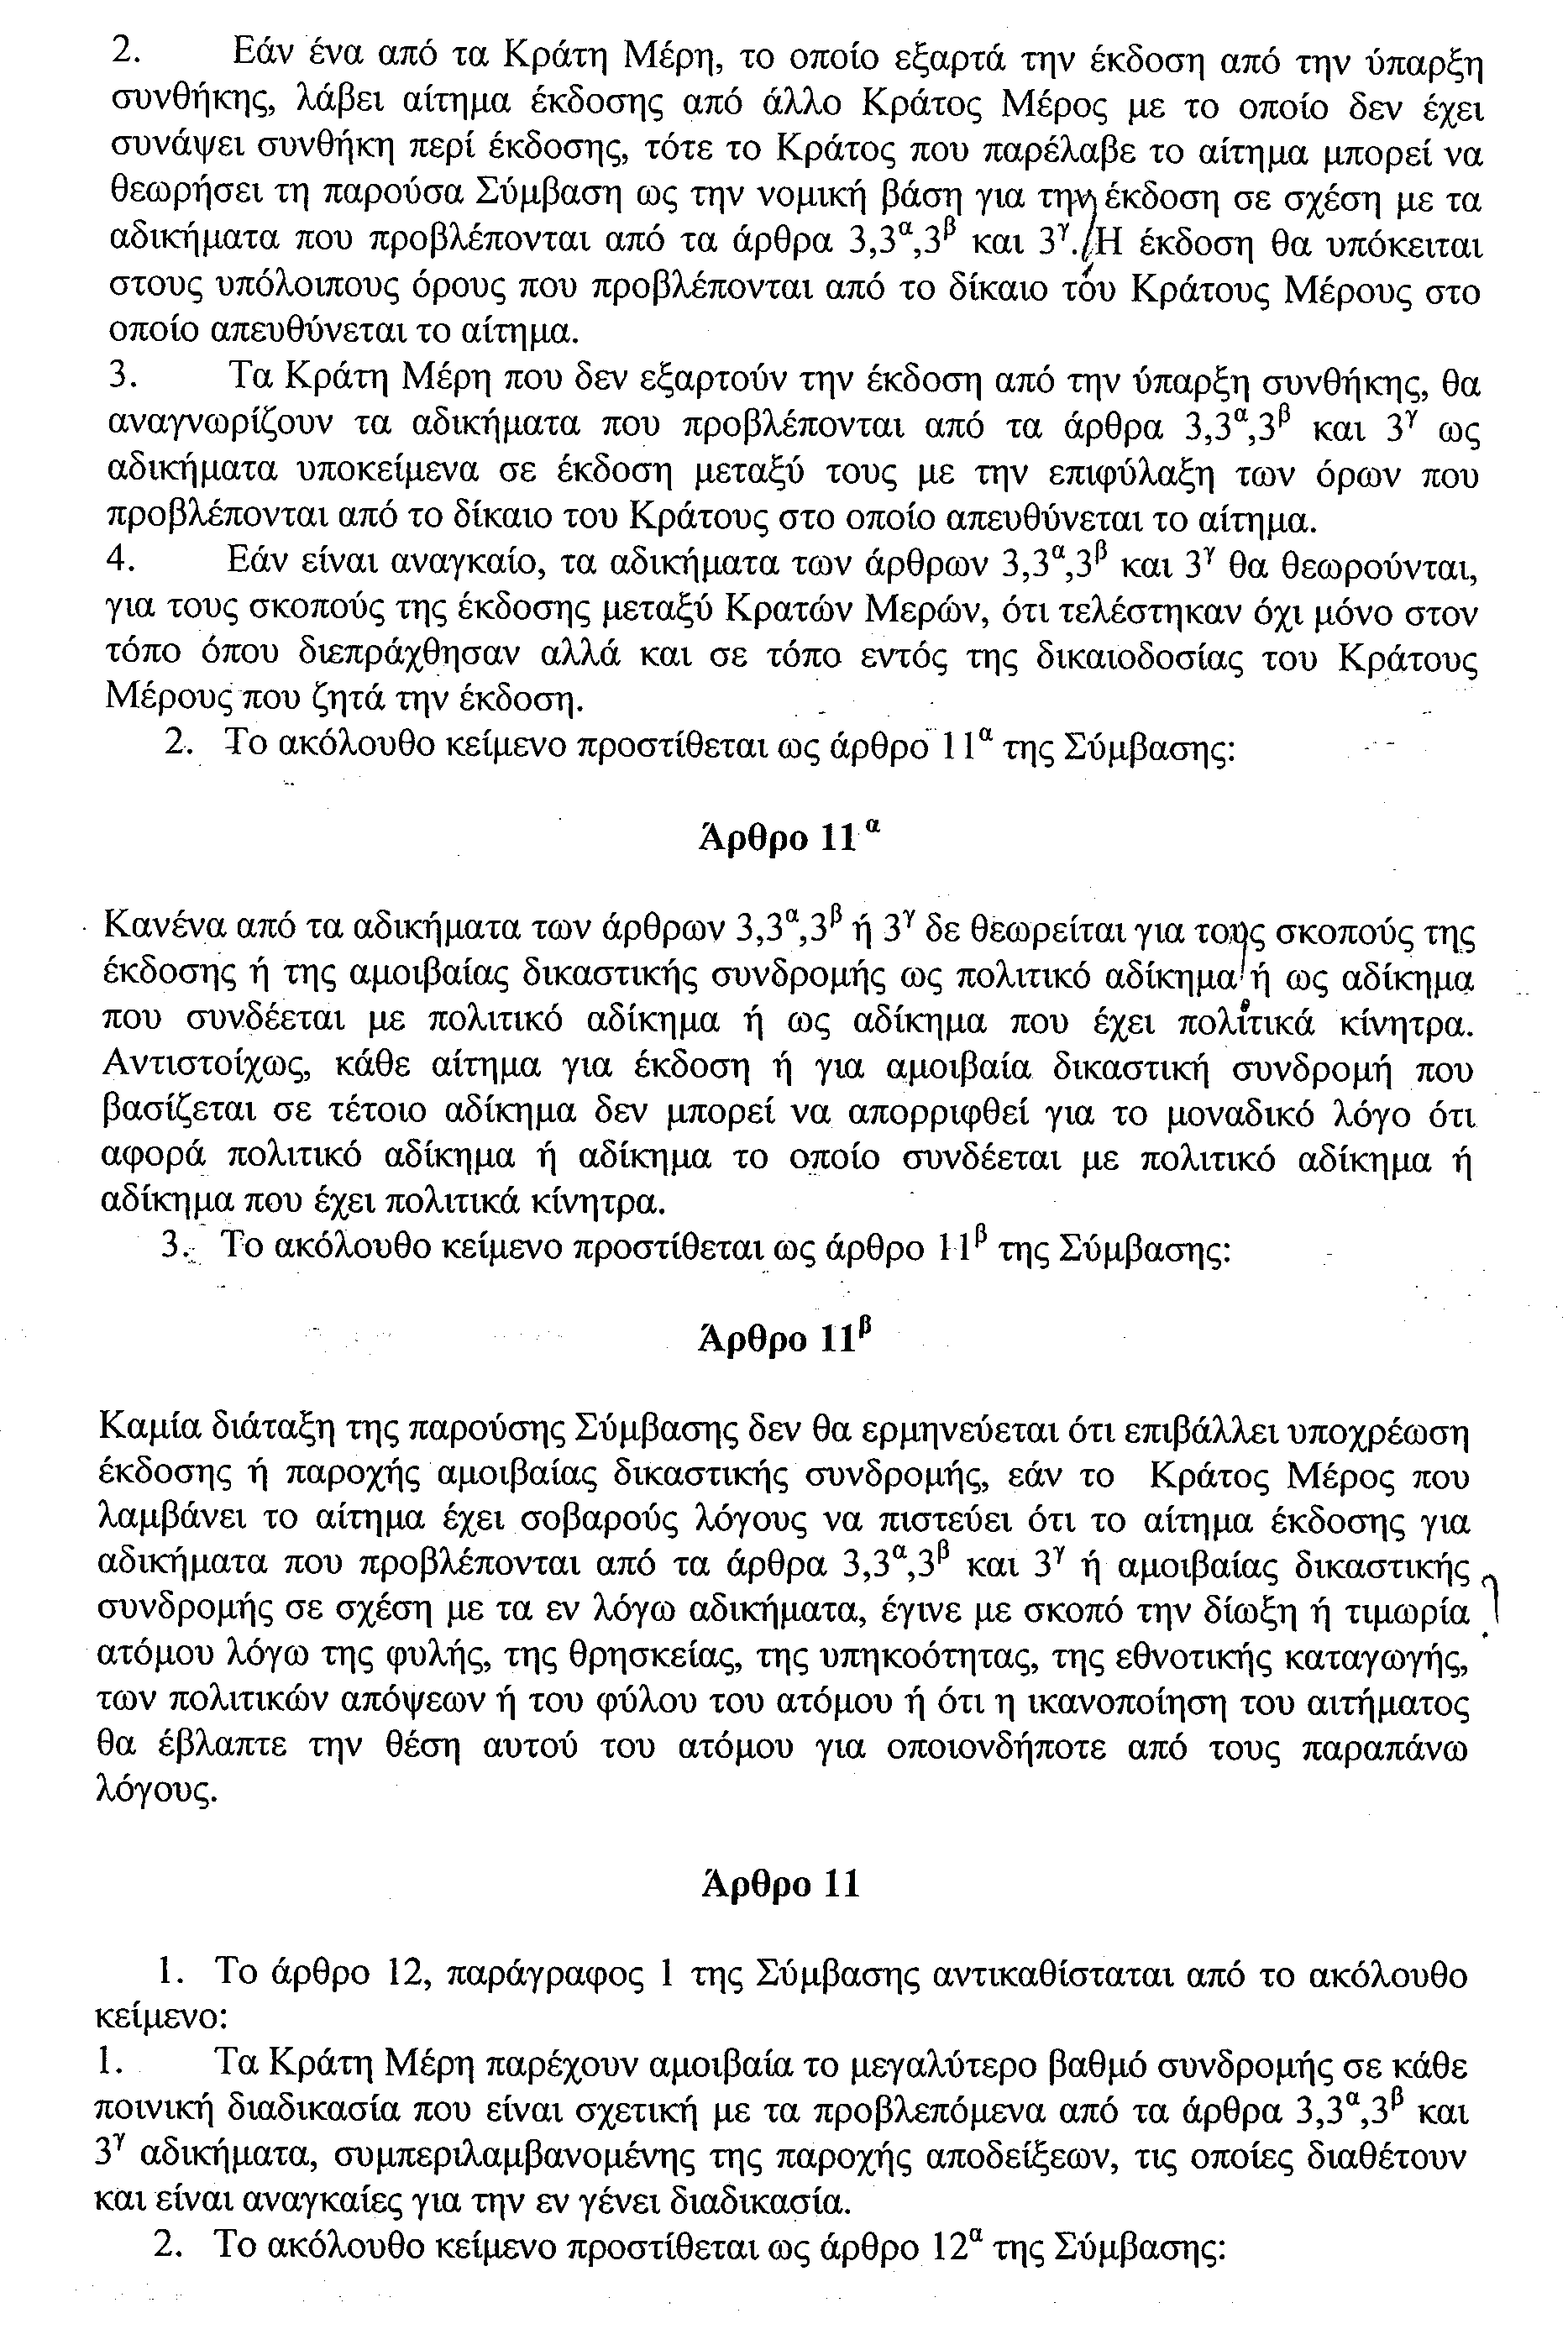 2. Εάν ένα από τα Κράτη Μέρη, το οποίο εξαρτά την έκδοση από την ύπαρξη
συνθήκης, λάβει αίτημα έκδοσης από άλλο Κράτος Μέρος με το οποίο δεν έχει
συνάψει συνθήκη περί έκδοσης, τότε το Κράτος που παρέλαβε το αίτημα μπορεί να
θεωρήσει τη παρούσα Σύμβαση ως την νομική βάση για την έκδοση σε σχέση με τα
αδικήματα που προβλέπονται από τα άρθρα 3,3ᵅ,3ᵝ και 3ᵞ. Η έκδοση θα υπόκειται
στους υπόλοιπους όρους που προβλέπονται από το δίκαιο του Κράτους Μέρους στο
οποίο απευθύνεται το αίτημα.
3. Τα Κράτη Μέρη που δεν εξαρτούν την έκδοση από την ύπαρξη συνθήκης, θα
αναγνωρίζουν τα αδικήματα που προβλέπονται από τα άρθρα 3,3ᵅ,3ᵝ και 3ᵞ ως
αδικήματα υποκείμενα σε έκδοση μεταξύ τους με την επιφύλαξη των όρων που
προβλέπονται από το δίκαιο του Κράτους στο οποίο απευθύνεται το αίτημα.
4. Εάν είναι αναγκαίο, τα αδικήματα των άρθρων 3,3ᵅ,3ᵝ και 3ᵞ θα θεωρούνται,
για τους σκοπούς της έκδοσης μεταξύ Κρατών Μερών, ότι τελέστηκαν όχι μόνο στον
τόπο όπου διεπράχθησαν αλλά και σε τόπο εντός της δικαιοδοσίας του Κράτους
Μέρους που ζητά την έκδοση.
2. Το ακόλουθο κείμενο προστίθεται ως άρθρο 11ᵅ της Σύμβασης:
Άρθρο 11ᵅ
Κανένα από τα αδικήματα των άρθρων 3,3ᵅ,3ᵝ ή 3ᵞ δε θεωρείται για τους σκοπούς της
έκδοσης ή της αμοιβαίας δικαστικής συνδρομής ως πολιτικό αδίκημα ή ως αδίκημα
που συνδέεται με πολιτικό αδίκημα ή ως αδίκημα που έχει πολιτικά κίνητρα.
Αντιστοίχως, κάθε αίτημα για έκδοση ή για αμοιβαία δικαστική συνδρομή που
βασίζεται σε τέτοιο αδίκημα δεν μπορεί να απορριφθεί για το μοναδικό λόγο ότι
αφορά πολιτικό αδίκημα ή αδίκημα το οποίο συνδέεται με πολιτικό αδίκημα ή
αδίκημα που έχει πολιτικά κίνητρα.
3. Το ακόλουθο κείμενο προστίθεται ως άρθρο 11ᵝ της Σύμβασης:
Άρθρο 11ᵝ
Καμία διάταξη της παρούσης Σύμβασης δεν θα ερμηνεύεται ότι επιβάλλει υποχρέωση
έκδοσης ή παροχής αμοιβαίας δικαστικής συνδρομής, εάν το Κράτος Μέρος που
λαμβάνει το αίτημα έχει σοβαρούς λόγους να πιστεύει ότι το αίτημα έκδοσης για
αδικήματα που προβλέπονται από τα άρθρα 3,3ᵅ,3ᵝ και 3ᵞ ή αμοιβαίας δικαστικής
συνδρομής σε σχέση με τα εν λόγω αδικήματα, έγινε με σκοπό την δίωξη ή τιμωρία
ατόμου λόγω της φυλής, της θρησκείας, της υπηκοότητας, της εθνοτικής καταγωγής,
των πολιτικών απόψεων ή του φύλου του ατόμου ή ότι η ικανοποίηση του αιτήματος
θα έβλαπτε την θέση αυτού του ατόμου για οποιονδήποτε από τους παραπάνω
λόγους.
Άρθρο 11
1. Το άρθρο 12, παράγραφος 1 της Σύμβασης αντικαθίσταται από το ακόλουθο
κείμενο:
1. Τα Κράτη Μέρη παρέχουν αμοιβαία το μεγαλύτερο βαθμό συνδρομής σε κάθε
ποινική διαδικασία που είναι σχετική με τα προβλεπόμενα από τα άρθρα 3,3ᵅ,3ᵝ και
3ᵞ αδικήματα, συμπεριλαμβανομένης της παροχής αποδείξεων, τις οποίες διαθέτουν
και είναι αναγκαίες για την εν γένει διαδικασία.
2. Το ακόλουθο κείμενο προστίθεται ως άρθρο 12ᵅ της Σύμβασης: